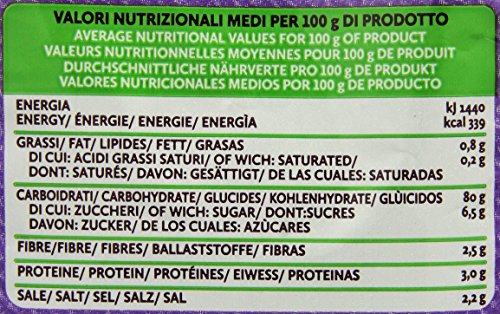 VALORI NUTRIZIONALI MEDI PER 100 g DI PRODOTTO
AVERAGE NUTRITIONAL VALUES FOR 100 g OF PRODUCT
VALEURS NUTRITIONNELLES MOYENNES POUR 100 g DE PRODUIT
DURCHSCHNITTLICHE NÄHRVERTE PRO 100 g DE PRODUKT
VALORES NUTRICIONALES MEDIOS POR 100 g DE PRODUCTO
ENERGIA kJ 1440
ENERGY/ ÉNERGIE/ ENERGIE/ ENERGÌA kcal 339
GRASSI/ FAT/ LIPIDES/ FETT/ GRASAS 0,8 g
DI CUI: ACIDI GRASSI SATURI/ OF WICH: SATURATED/ 0,2 g
DONT: SATURÉS/ DAVON: GESÄTTIGT/ DE LAS CUALES: SATURADAS
CARBOIDRATI/ CARBOHYDRATE/ GLUCIDES/ KOHLENHYDRATE/ GLÙICIDOS 80 g
DI CUI: ZUCCHERI/ OF WICH: SUGAR/ DONT:SUCRES 6,5 g
DAVON: ZUCKER/ DE LOS CUALES: AZÙCARES
FIBRE/FIBRE/ FIBRES/ BALLASTSTOFFE/ FIBRAS 2,5 g
PROTEINE/ PROTEIN/ PROTÉINES/ EIWESS/ PROTEINAS 3,0 g
SALE/ SALT/ SEL/ SALZ/ SAL 2,2 g